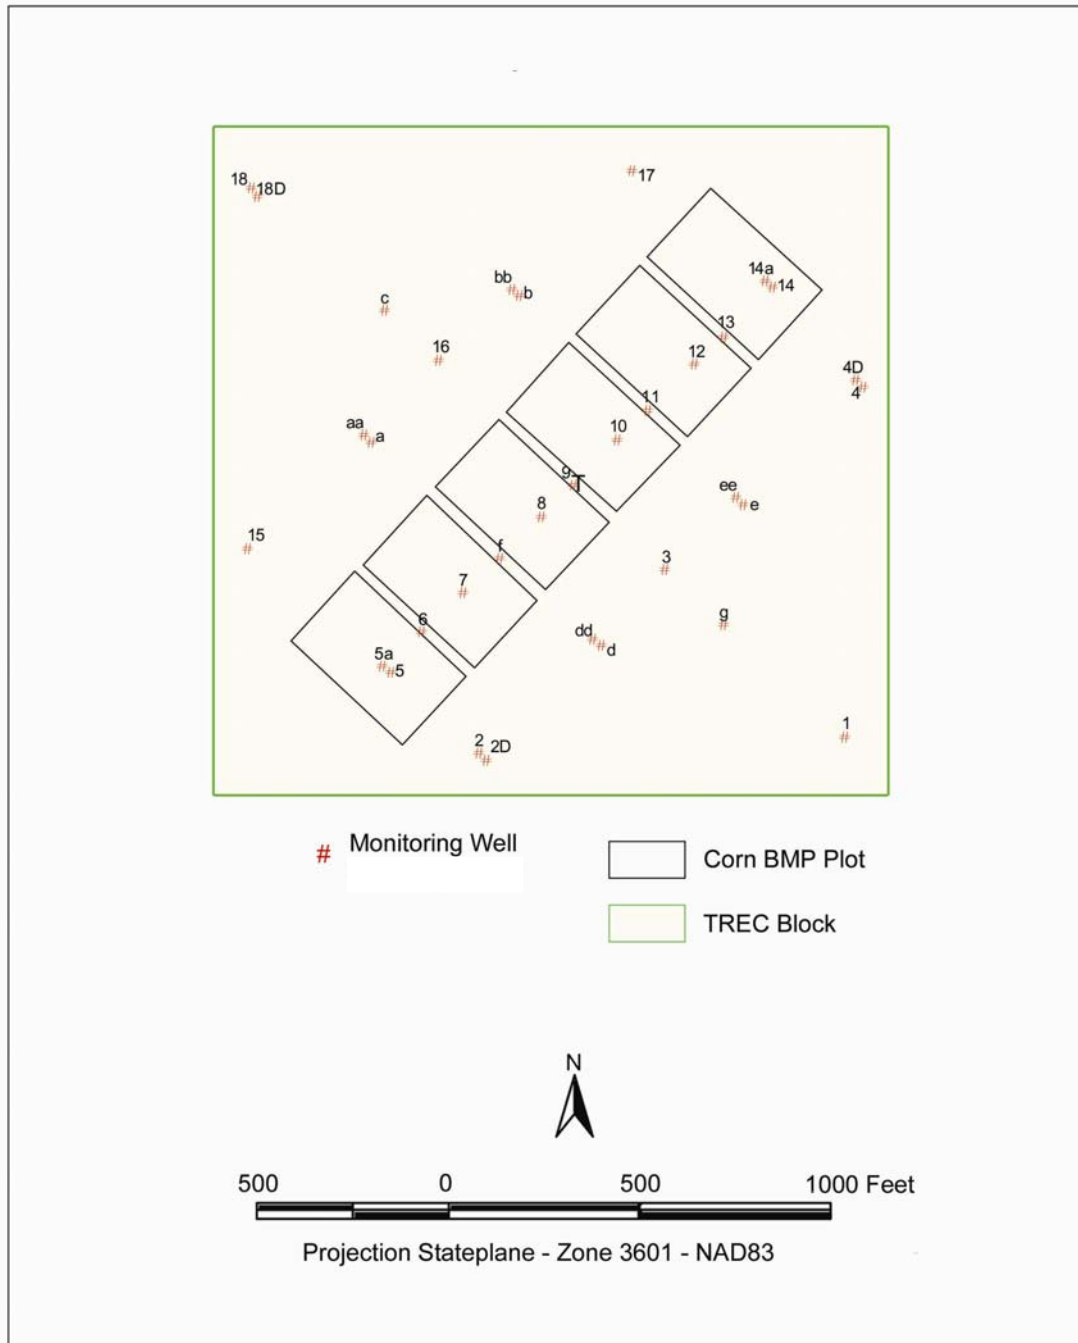 17
18
18D
14a
14
bb
b
c
13
16
12
4D
4
11
aa
a
10
9
T
ee
e
8
15
f
3
7
g
6
dd
d
5a
5
1
2
2D
# Monitoring Well
Corn BMP Plot
TREC Block
N
500 0 500 1000 Feet
Projection Stateplane - Zone 3601 - NAD83